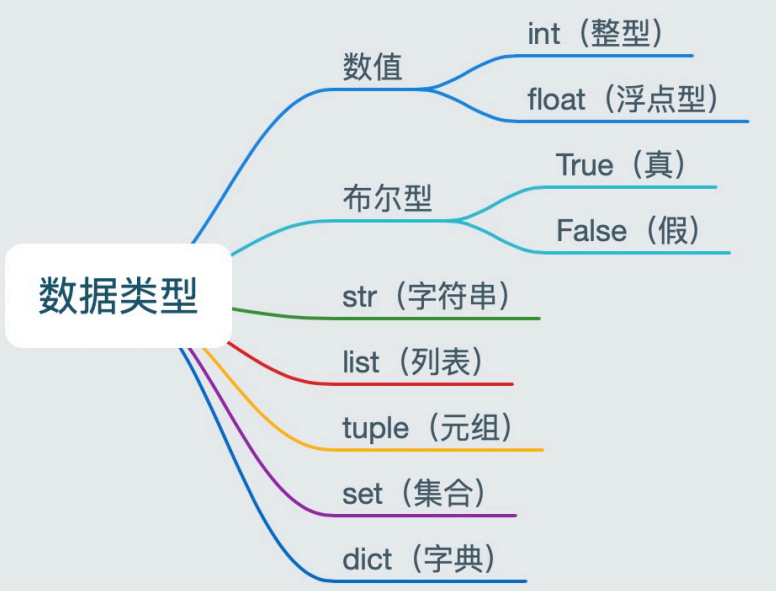 数据类型
数值
int（整型）
float（浮点型）
布尔型
True（真）
False（假）
str（字符串）
list（列表）
tuple（元组）
set（集合）
dict（字典）